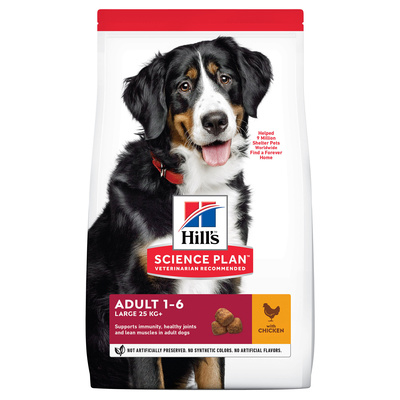 Helped
9 Million
Shelter Pets
Worldwide
Find a Forever
Home
Hill's
SCIENCE PLAN™
VETERINARIAN RECOMMENDED
ADULT 1-6
LARGE 25 KG+
Supports immunity, healthy joints
and lean muscles in adult dogs
with
CHICKEN
NOT ARTIFICIALLY PRESERVED. NO SYNTHETIC COLORS. NO ARTIFICIAL FLAVORS.